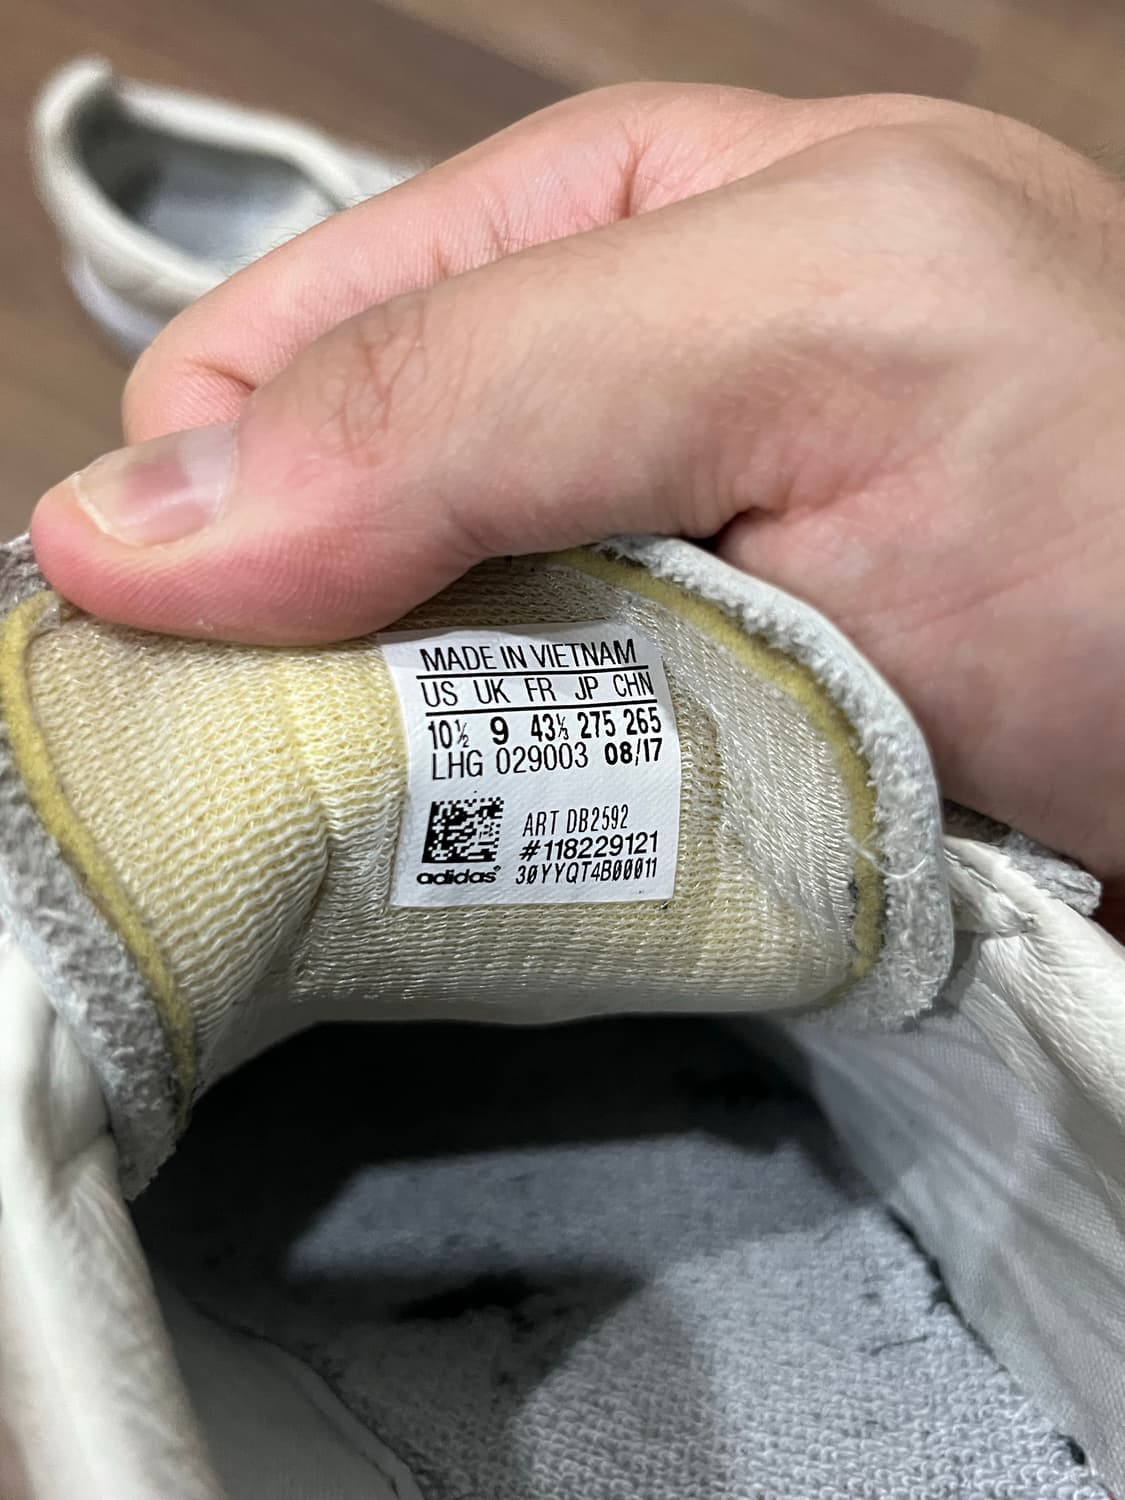 MADE IN VIETNAM
US UK FR JP CHN
10½ 9 43⅓ 275 265
LHG 029003 08/17
ART DB2592
#118229121
30YYQT4B00011
adidas